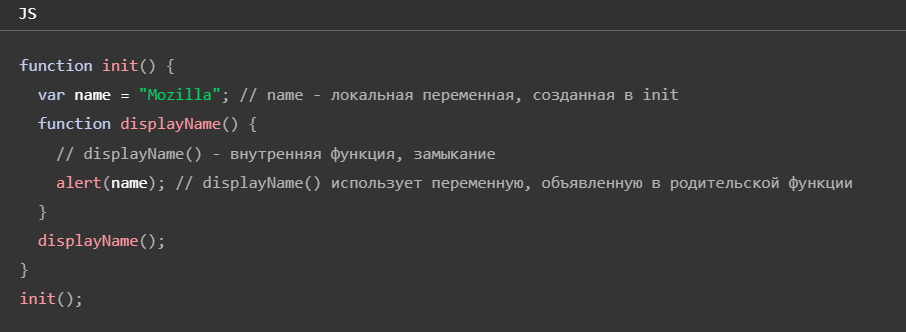 JS
function init() {
var name = "Mozilla"; // name - локальная переменная, созданная в init
function displayName() {
// displayName() - внутренняя функция, замыкание
alert(name); // displayName() использует переменную, объявленную в родительской функции
}
displayName();
}
init();